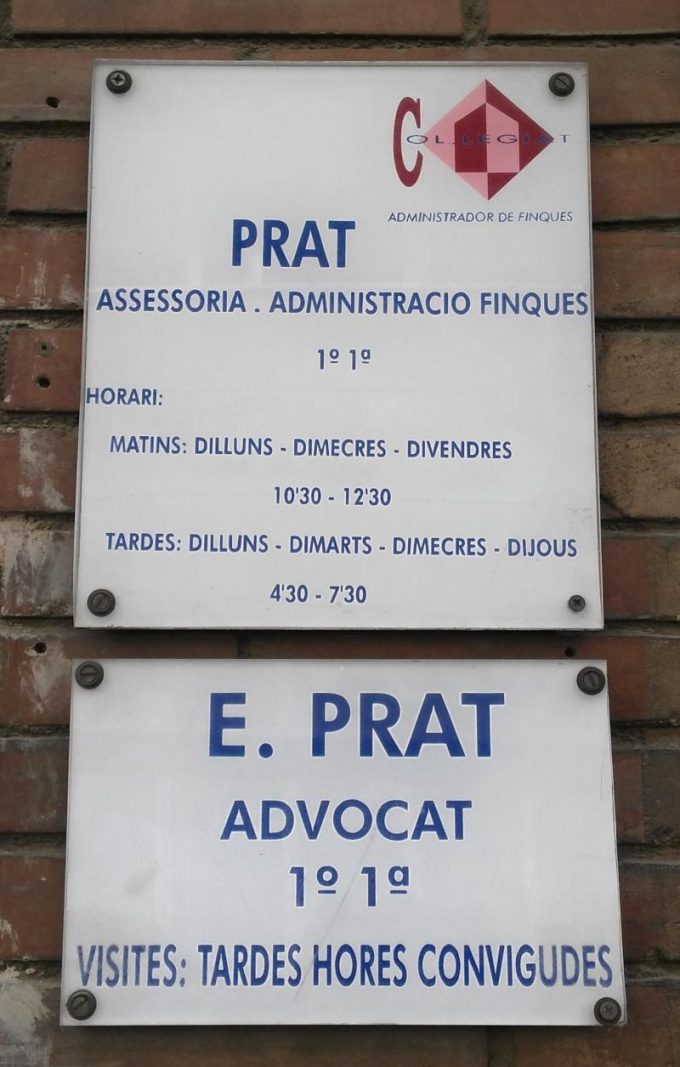 COL.LEGIAT
ADMINISTRADOR DE FINQUES
PRAT
ASSESSORIA . ADMINISTRACIO FINQUES
1º 1ª
HORARI:
MATINS: DILLUNS - DIMECRES - DIVENDRES
10'30 - 12'30
TARDES: DILLUNS - DIMARTS - DIMECRES - DIJOUS
4'30 - 7'30
E. PRAT
ADVOCAT
1º 1ª
VISITES: TARDES HORES CONVIGUDES